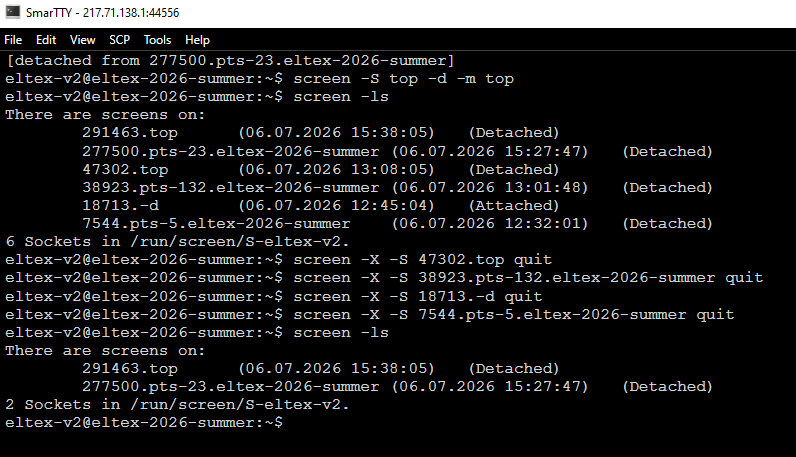 SmarTTY - 217.71.138.1:44556
File Edit View SCP Tools Help
[detached from 277500.pts-23.eltex-2026-summer]
eltex-v2@eltex-2026-summer:~$ screen -S top -d -m top
eltex-v2@eltex-2026-summer:~$ screen -ls
There are screens on:
        291463.top      (06.07.2026 15:38:05)   (Detached)
        277500.pts-23.eltex-2026-summer (06.07.2026 15:27:47)   (Detached)
        47302.top       (06.07.2026 13:08:05)   (Detached)
        38923.pts-132.eltex-2026-summer (06.07.2026 13:01:48)   (Detached)
        18713.-d        (06.07.2026 12:45:04)   (Attached)
        7544.pts-5.eltex-2026-summer    (06.07.2026 12:32:01)   (Detached)
6 Sockets in /run/screen/S-eltex-v2.
eltex-v2@eltex-2026-summer:~$ screen -X -S 47302.top quit
eltex-v2@eltex-2026-summer:~$ screen -X -S 38923.pts-132.eltex-2026-summer quit
eltex-v2@eltex-2026-summer:~$ screen -X -S 18713.-d quit
eltex-v2@eltex-2026-summer:~$ screen -X -S 7544.pts-5.eltex-2026-summer quit
eltex-v2@eltex-2026-summer:~$ screen -ls
There are screens on:
        291463.top      (06.07.2026 15:38:05)   (Detached)
        277500.pts-23.eltex-2026-summer (06.07.2026 15:27:47)   (Detached)
2 Sockets in /run/screen/S-eltex-v2.
eltex-v2@eltex-2026-summer:~$